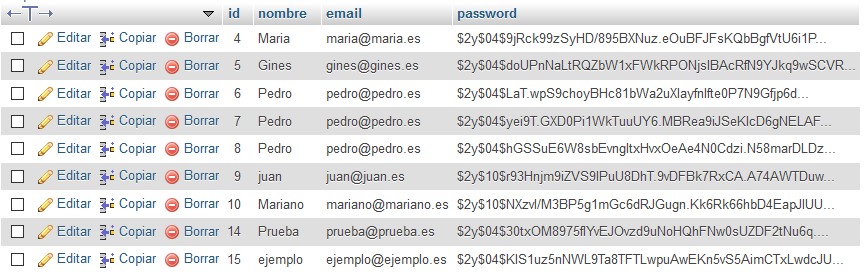 id nombre email password
Editar Copiar Borrar 4 Maria maria@maria.es $2y$04$9jRck99zSyHD/895BXNuz.eOuBFJFsKQbBgfVtU6i1P...
Editar Copiar Borrar 5 Gines gines@gines.es $2y$04$doUPnNaLtRQZbW1xFWkRPONjsIBAcRfN9YJkq9wSCVR...
Editar Copiar Borrar 6 Pedro pedro@pedro.es $2y$04$LaT.wpS9choyBHc81bWa2uXlayfnlfte0P7N9Gfjp6d...
Editar Copiar Borrar 7 Pedro pedro@pedro.es $2y$04$yei9T.GXD0Pi1WkTuuUY6.MBRea9iJSeKlcD6gNELAF...
Editar Copiar Borrar 8 Pedro pedro@pedro.es $2y$04$hGSSuE6W8sbEvngltxHvxOeAe4N0Cdzi.N58marDLDz...
Editar Copiar Borrar 9 juan juan@juan.es $2y$10$r93Hnjm9iZVS9lPuU8DhT.9vDFBk7RxCA.A74AWTDuw...
Editar Copiar Borrar 10 Mariano mariano@mariano.es $2y$10$NXzvl/M3BP5g1mGc6dRJGugn.Kk6Rk66hbD4EapJlUU...
Editar Copiar Borrar 14 Prueba prueba@prueba.es $2y$04$30txOM8975flYvEJOvzd9uNoHQhFNw0sUZDF2tNu6q....
Editar Copiar Borrar 15 ejemplo ejemplo@ejemplo.es $2y$04$KlS1uz5nNWL9Ta8TFTLwpuAwEKn5vS5AimCTxLwdcJU...